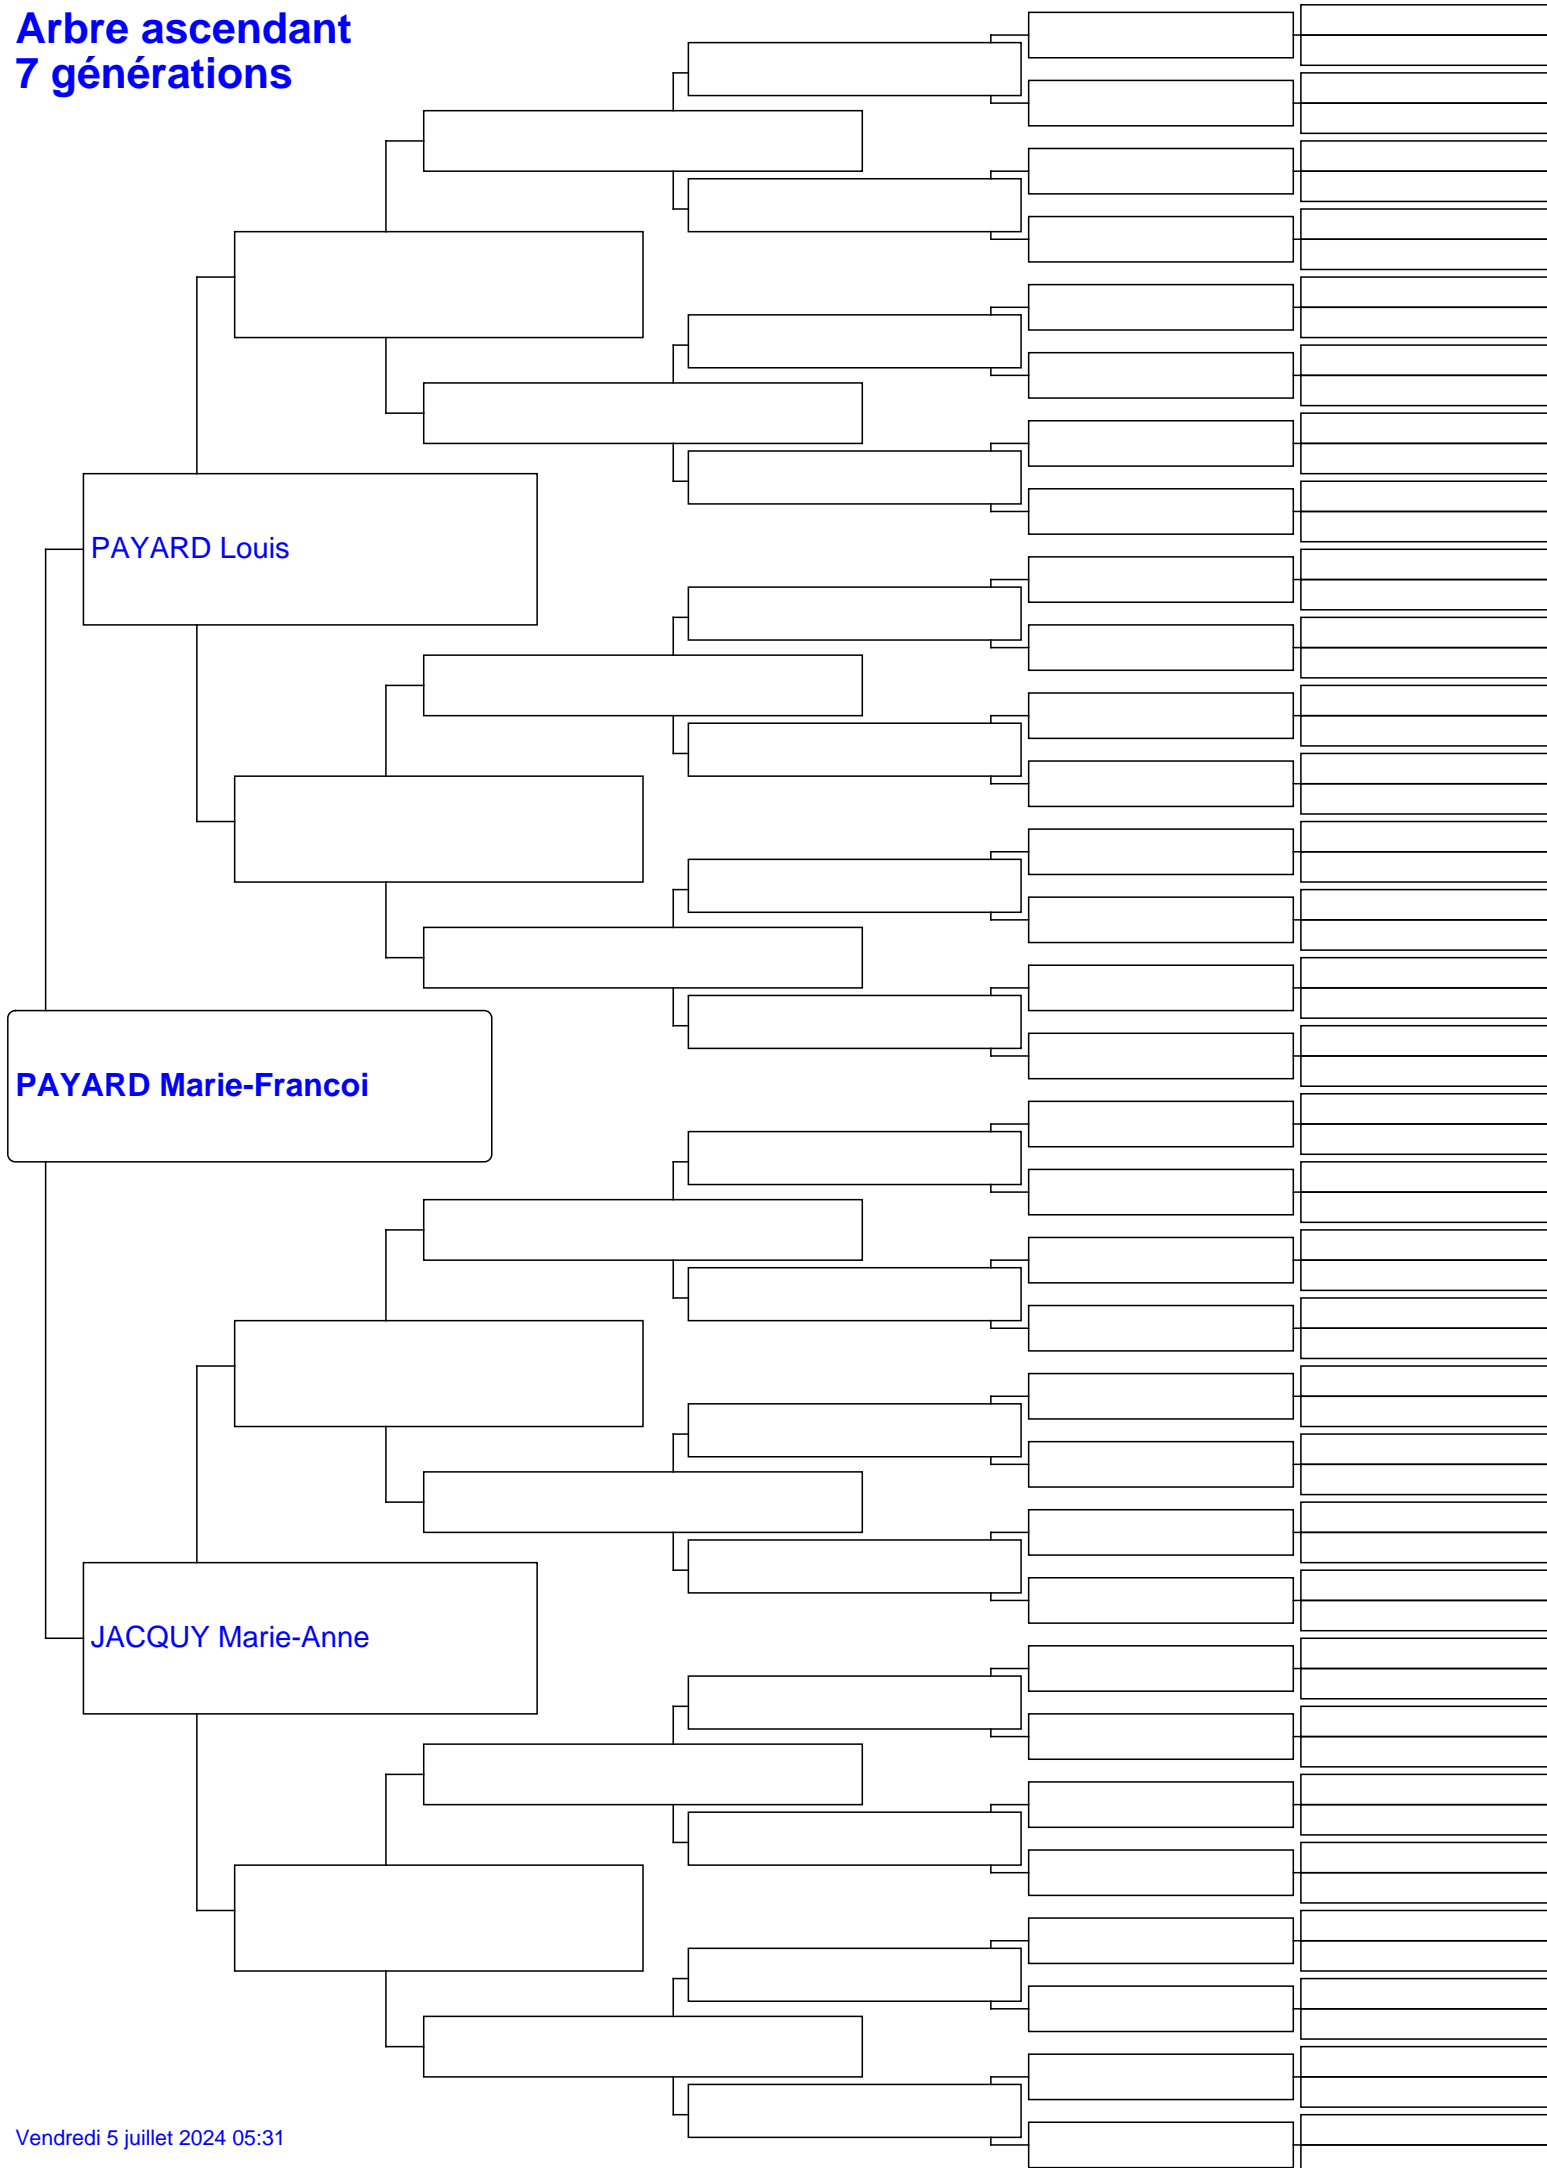 Arbre ascendant
7 générations
PAYARD Louis
PAYARD Marie-Francoi
JACQUY Marie-Anne
Vendredi 5 juillet 2024 05:31